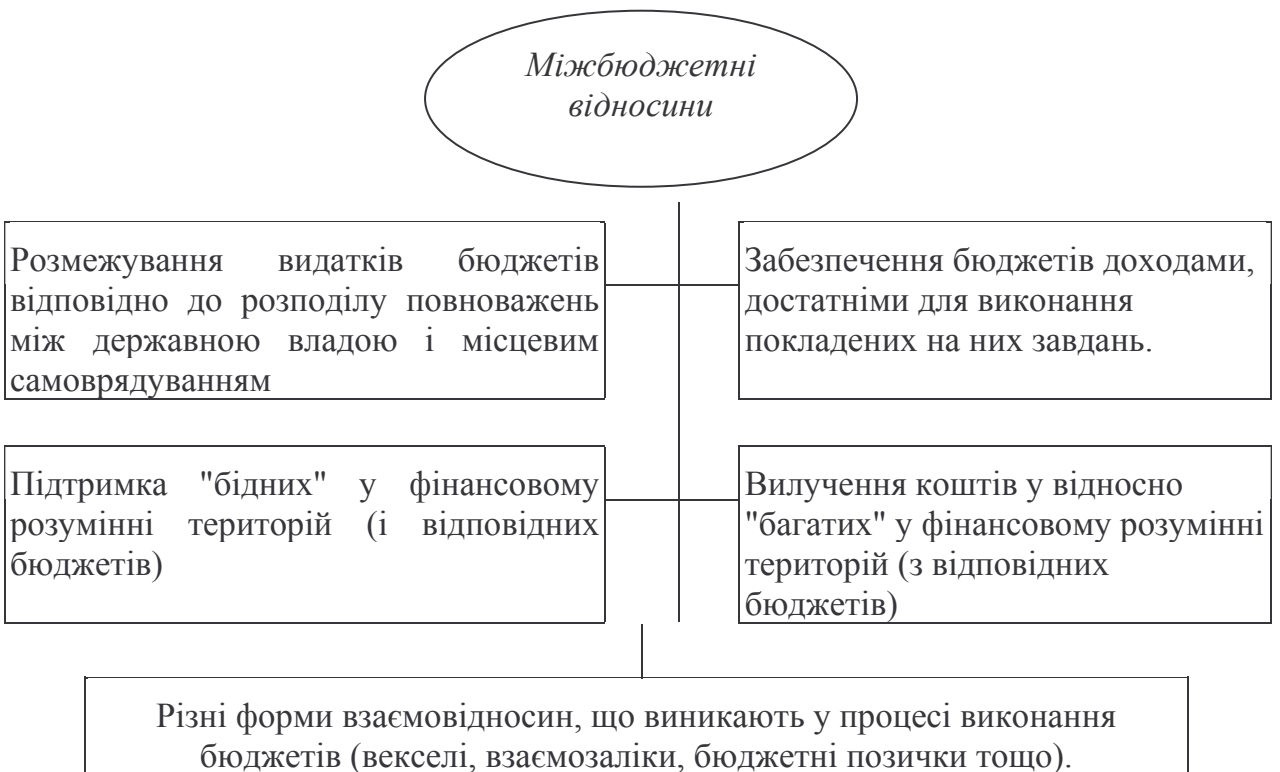 Міжбюджетні
відносини
Розмежування видатків бюджетів
відповідно до розподілу повноважень
між державною владою і місцевим
самоврядуванням
Забезпечення бюджетів доходами,
достатніми для виконання
покладених на них завдань.
Підтримка "бідних" у фінансовому
розумінні територій (і відповідних
бюджетів)
Вилучення коштів у відносно
"багатих" у фінансовому розумінні
територій (з відповідних
бюджетів)
Різні форми взаємовідносин, що виникають у процесі виконання
бюджетів (векселі, взаємозаліки, бюджетні позички тощо).